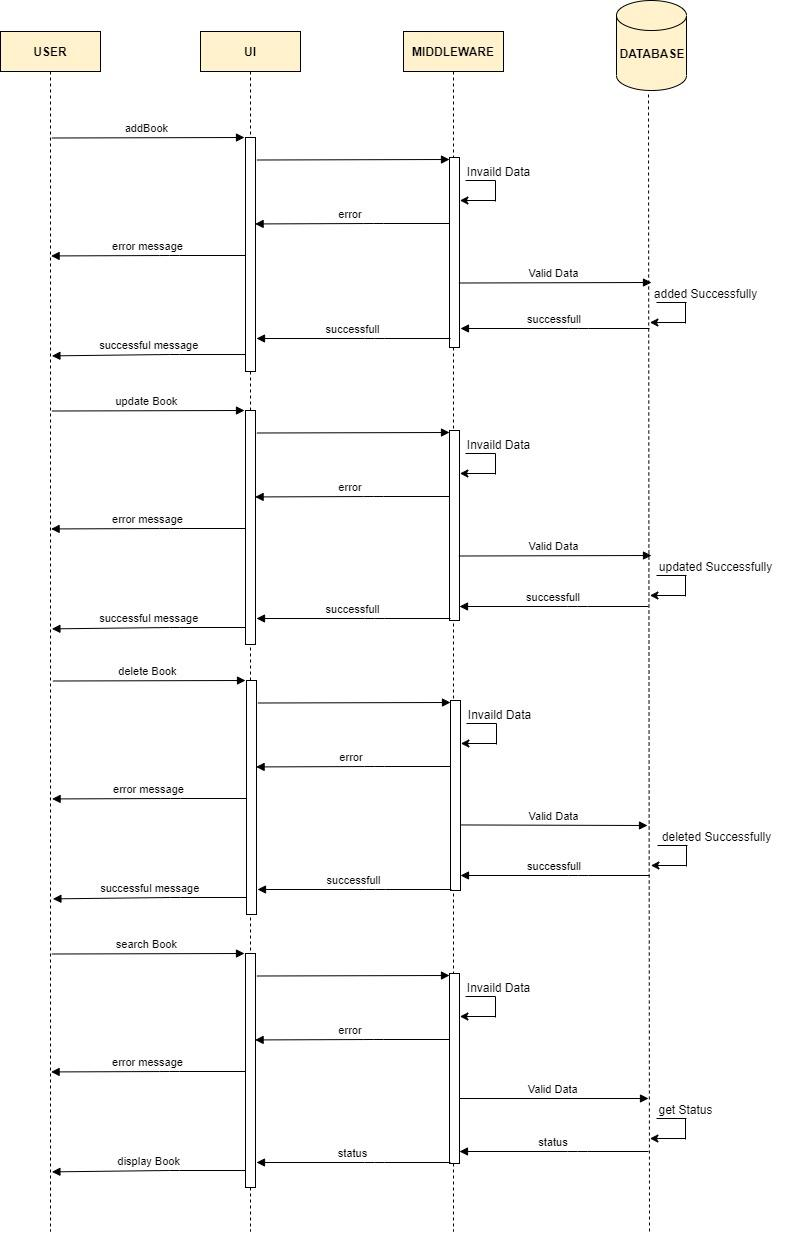 USER
UI
MIDDLEWARE
DATABASE
addBook
Invaild Data
error
error message
Valid Data
added Successfully
successfull
successfull
successful message
update Book
Invaild Data
error
error message
Valid Data
updated Successfully
successfull
successfull
successful message
delete Book
Invaild Data
error
error message
Valid Data
deleted Successfully
successfull
successfull
successful message
search Book
Invaild Data
error
error message
Valid Data
get Status
status
status
display Book